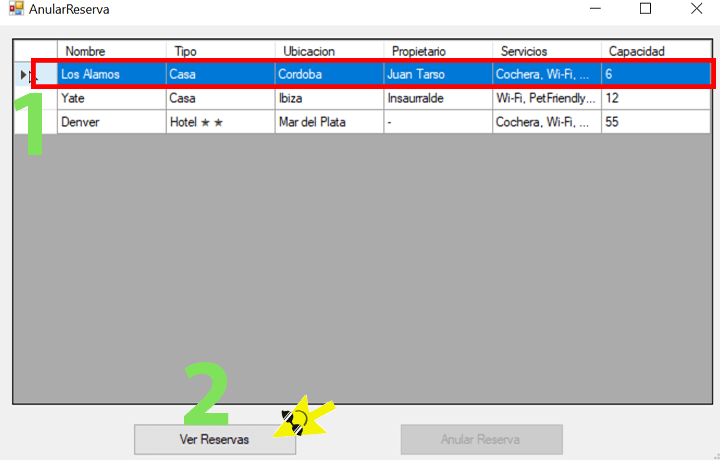 AnularReserva
Nombre Tipo Ubicacion Propietario Servicios Capacidad
Los Alamos Casa Cordoba Juan Tarso Cochera, Wi-Fi, ... 6
1
Yate Casa Ibiza Insaurralde Wi-Fi, PetFriendly... 12
Denver Hotel ★ ★ Mar del Plata - Cochera, Wi-Fi, ... 55
2
Ver Reservas Anular Reserva